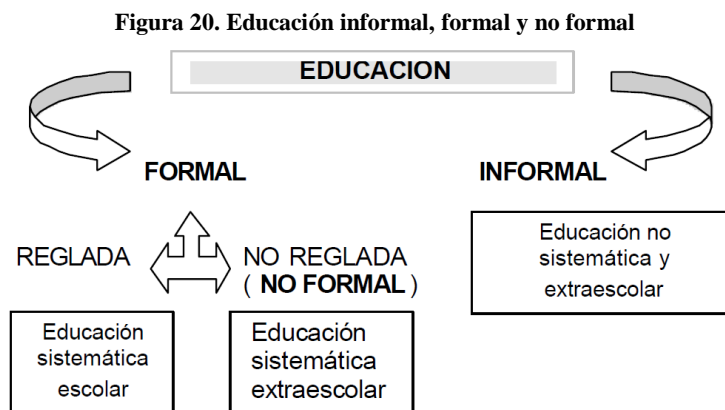 Figura 20. Educación informal, formal y no formal
EDUCACION
FORMAL
INFORMAL
REGLADA
NO REGLADA
( NO FORMAL )
Educación
sistemática
escolar
Educación
sistemática
extraescolar
Educación no
sistemática y
extraescolar